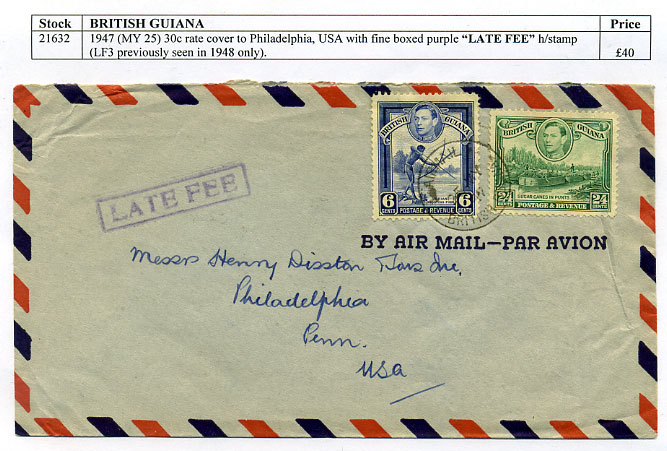 Stock BRITISH GUIANA Price
21632 1947 (MY 25) 30c rate cover to Philadelphia, USA with fine boxed purple “LATE FEE” h/stamp
(LF3 previously seen in 1948 only). £40
BRITISH GUIANA
6 CENTS POSTAGE & REVENUE 6 CENTS
BRITISH GUIANA
SUGAR CANES IN PUNTS
24 CENTS POSTAGE & REVENUE 24 CENTS
BRITIS
LATE FEE
BY AIR MAIL—PAR AVION
Messrs Henry Disston Inc.
Philadelphia
Penn.
USA